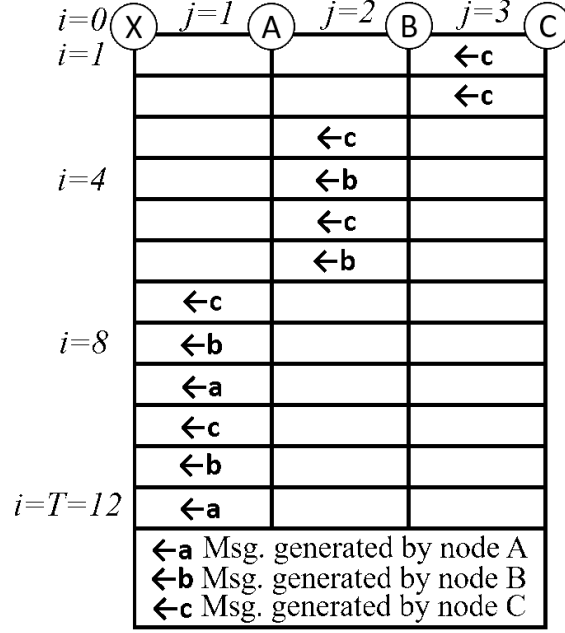 i=0 X j=1 A j=2 B j=3 C
i=1 ←c
←c
←c
i=4 ←b
←c
←b
←c
i=8 ←b
←a
←c
←b
i=T=12 ←a
←a Msg. generated by node A
←b Msg. generated by node B
←c Msg. generated by node C